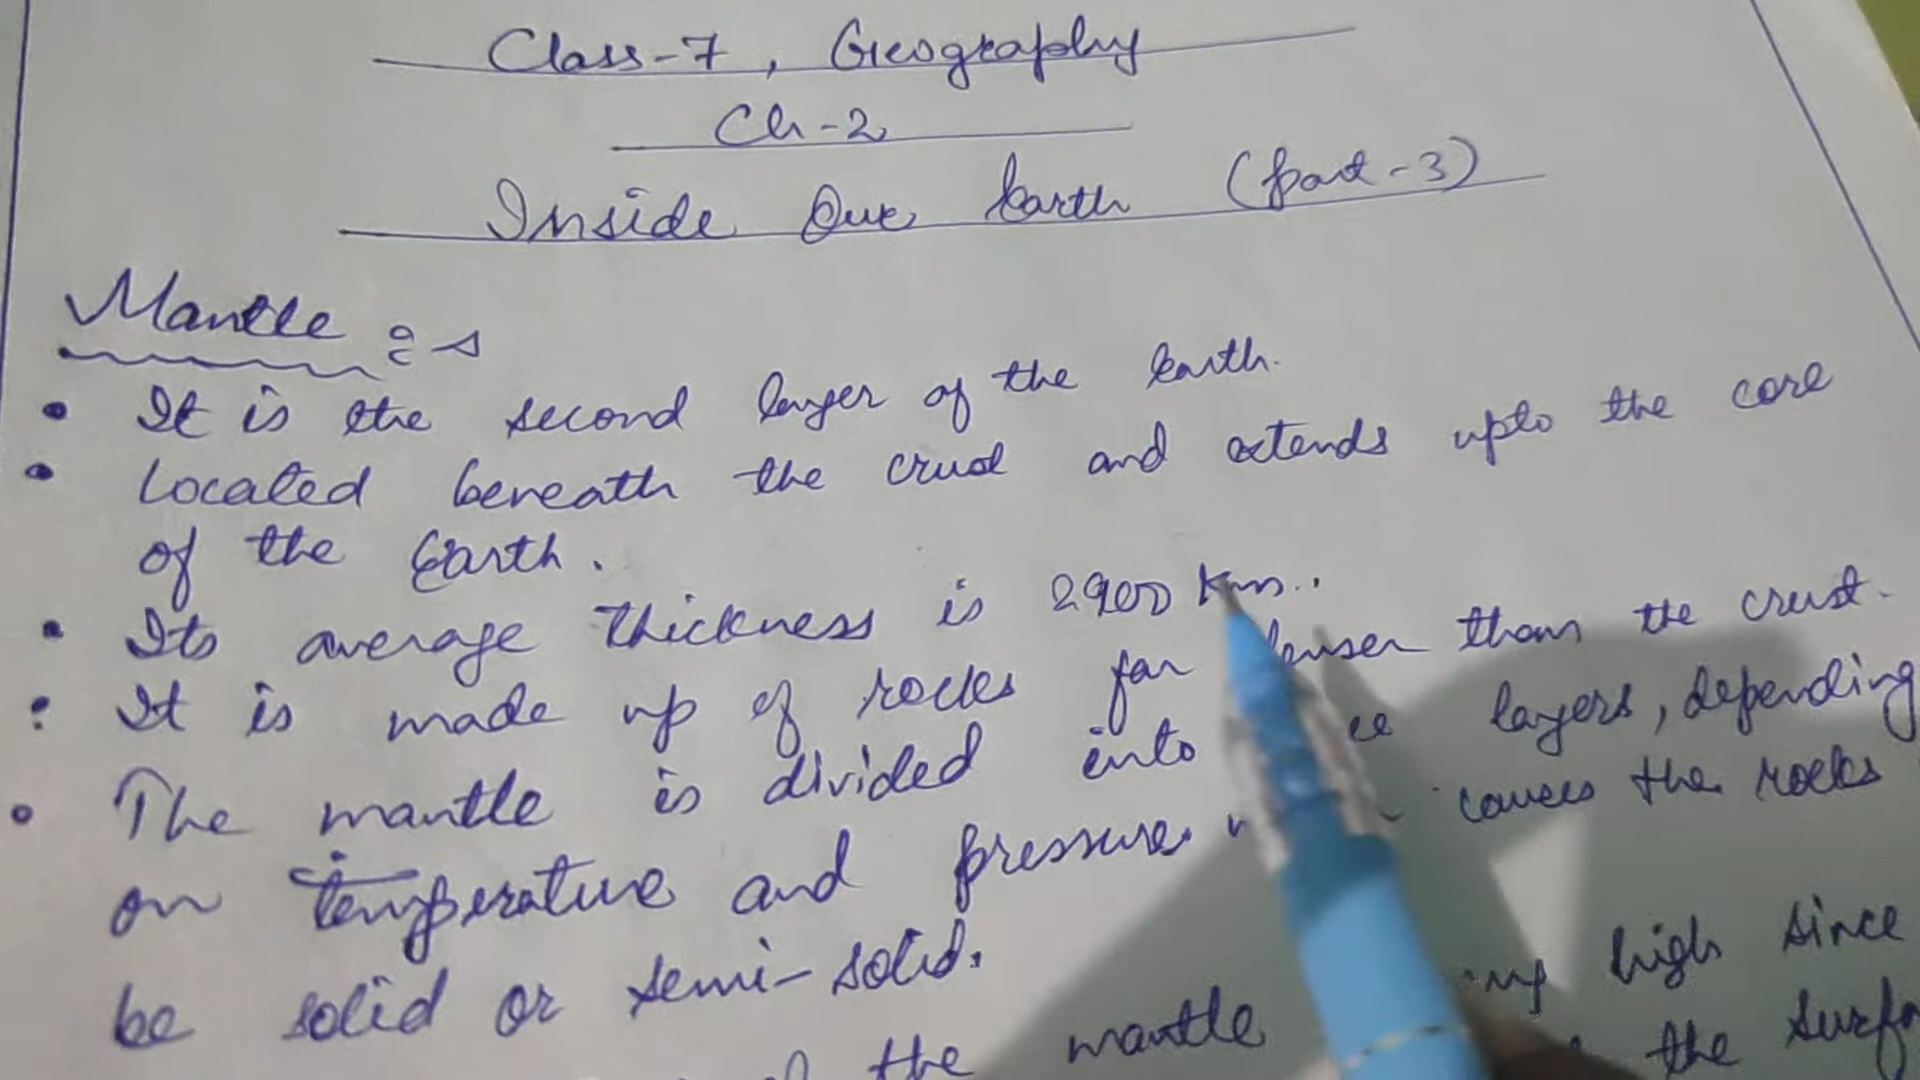 Class-7, Geography
Ch-2
Inside Our Earth (part-3)
Mantle :-
• It is the second layer of the Earth.
• Located beneath the crust and extends upto the core
of the Earth.
• Its average thickness is 2900 Km.
• It is made up of rocks far denser than the crust.
• The mantle is divided into layers, depending
on temperature and pressure causes the rocks
be solid or semi-solid.
the mantle high since
the